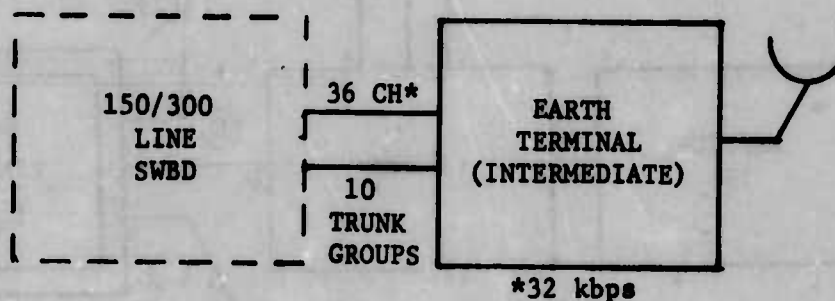 150/300
LINE
SWBD
36 CH*
10
TRUNK
GROUPS
EARTH
TERMINAL
(INTERMEDIATE)
*32 kbps